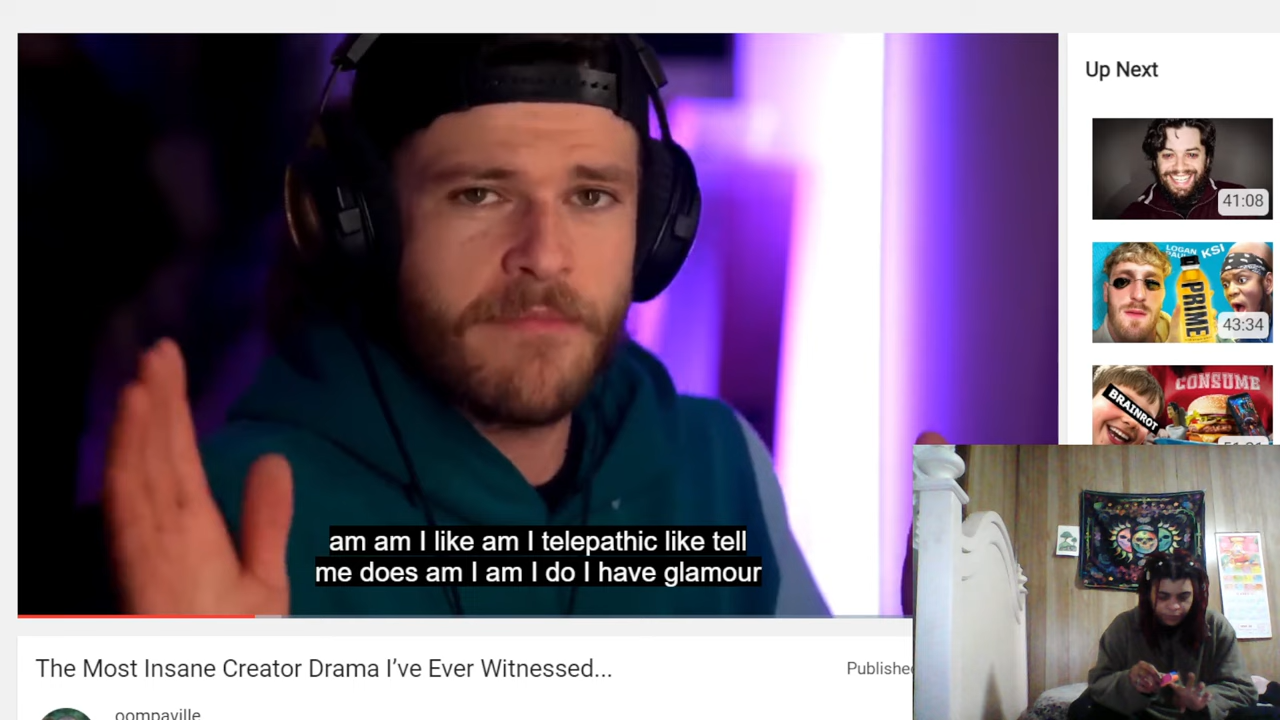 Up Next
41:08
LOGAN
PAUL
KSI
PRIME
43:34
CONSUME
BRAINROT
am am I like am I telepathic like tell
me does am I am I do I have glamour
The Most Insane Creator Drama I’ve Ever Witnessed...
oompaville